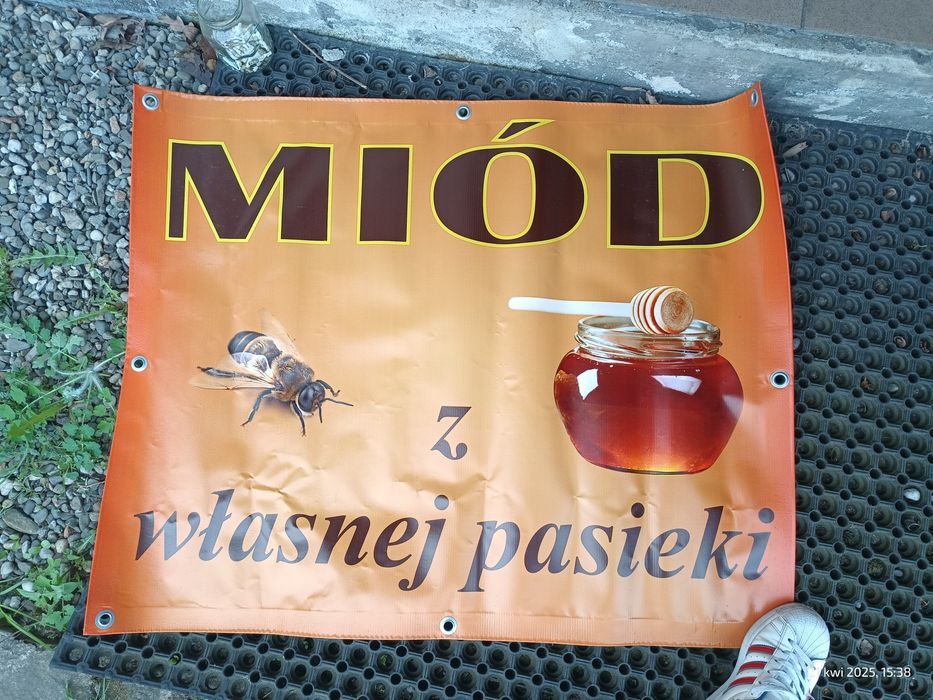 MIÓD
z
własnej pasieki
kwi 2025, 15:38